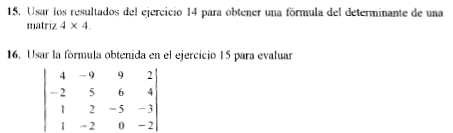 15. Usar los resultados del ejercicio 14 para obtener una fórmula del determinante de una
matriz 4 × 4.
16. Usar la fórmula obtenida en el ejercicio 15 para evaluar
4 -9 9 2
-2 5 6 4
1 2 -5 -3
1 -2 0 -2